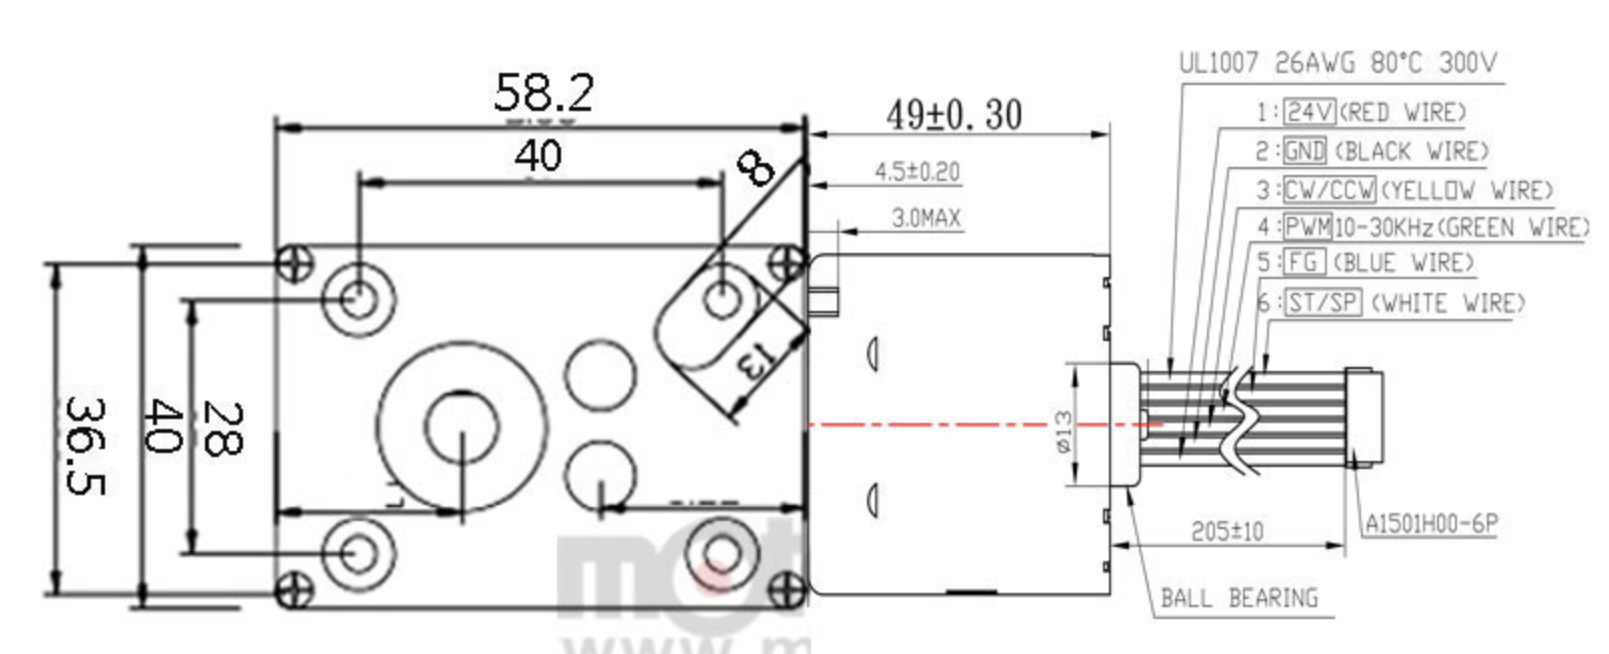 UL1007 26AWG 80°C 300V
58.2
49±0.30
1:24V(RED WIRE)
40
8
2:GND (BLACK WIRE)
4.5±0.20
3:CW/CCW(YELLOW WIRE)
3.0MAX
4:PWM10-30KHz(GREEN WIRE)
5:FG (BLUE WIRE)
6:ST/SP (WHITE WIRE)
13
36.5
40
28
ø13
205±10
A1501H00-6P
BALL BEARING
mot
www.m